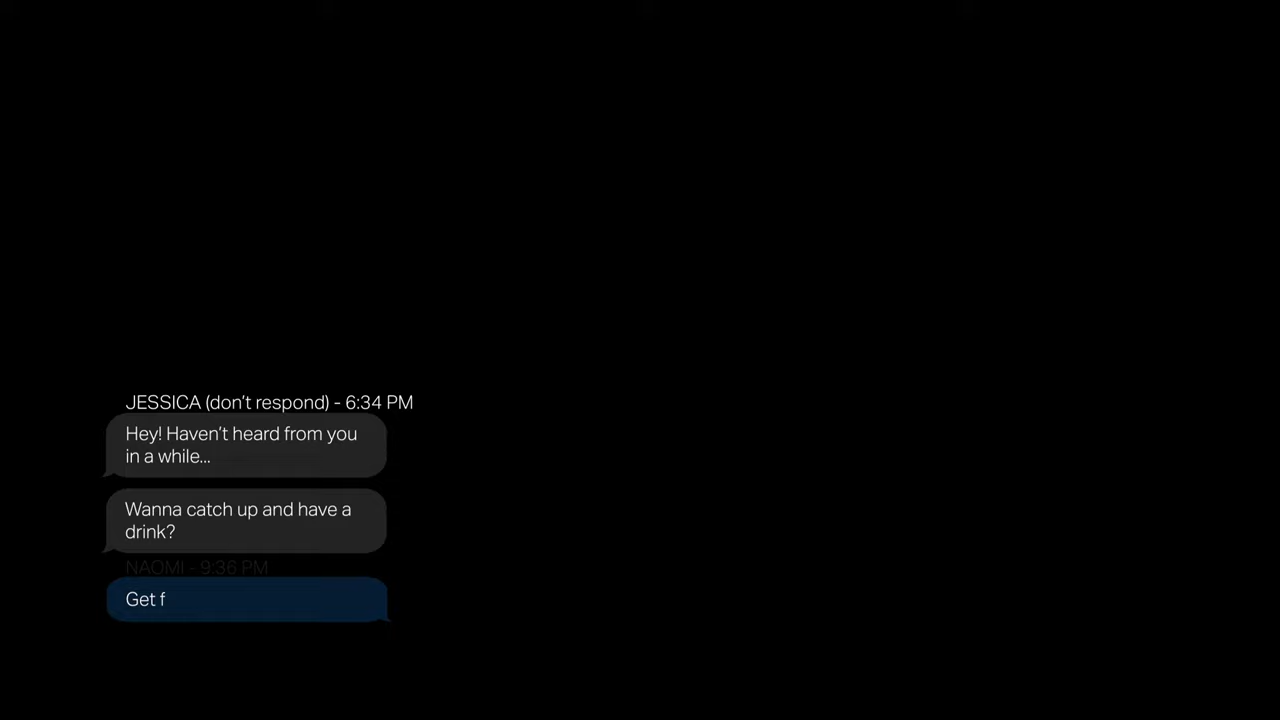 JESSICA (don't respond) - 6:34 PM
Hey! Haven't heard from you
in a while...
Wanna catch up and have a
drink?
NAOMI - 9:36 PM
Get f